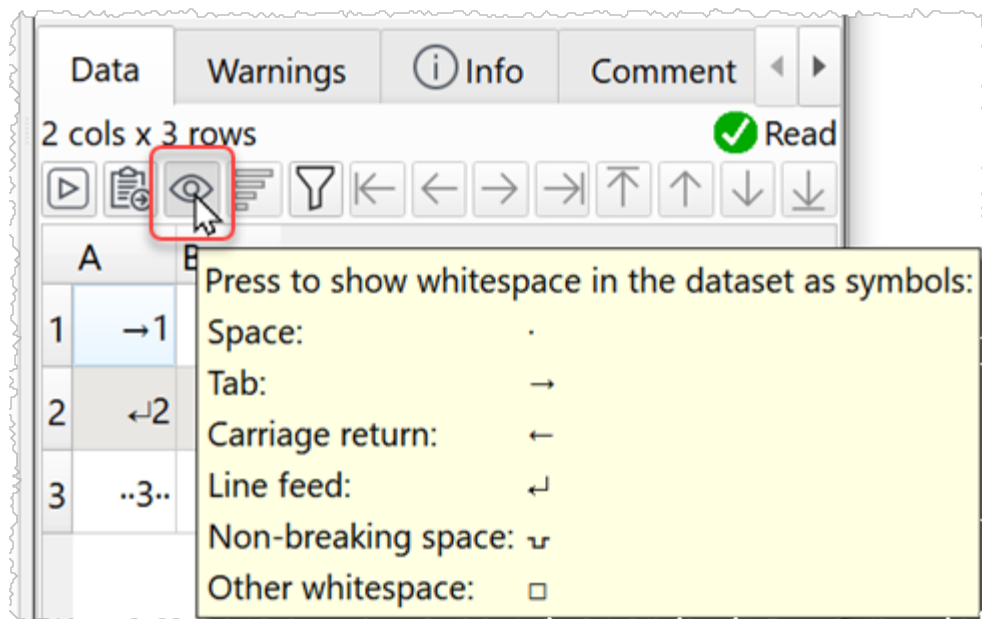 Data Warnings i Info Comment
2 cols x 3 rows Read
A B
Press to show whitespace in the dataset as symbols:
1 →1
Space: ·
Tab: →
2 ↵2
Carriage return: ←
Line feed: ↵
3 ··3··
Non-breaking space:
Other whitespace: □